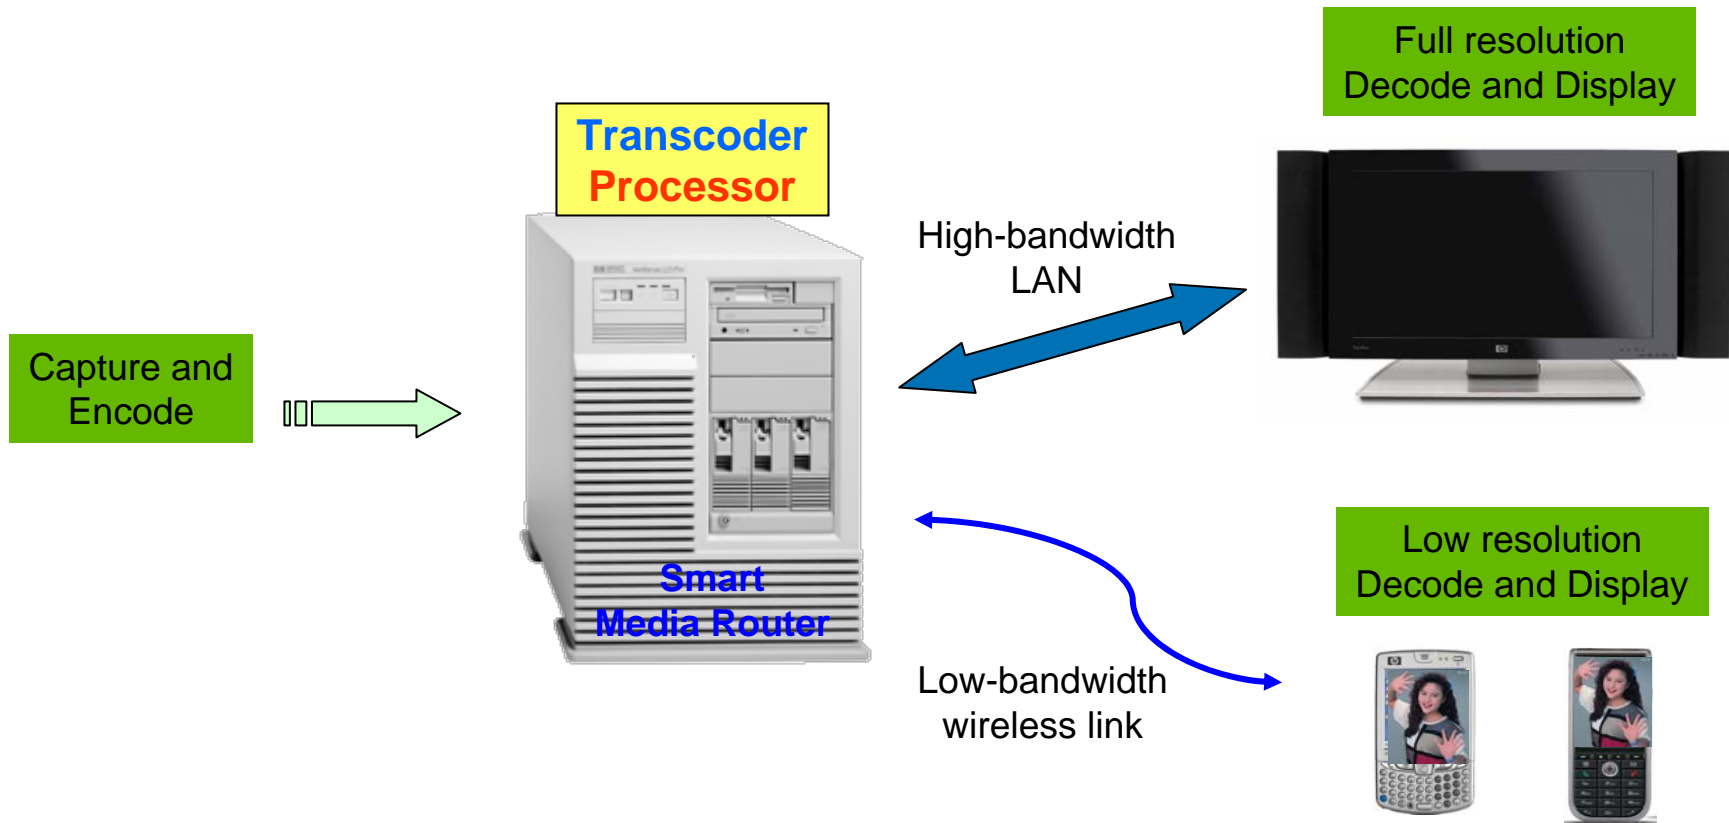 Full resolution
Decode and Display
Transcoder
Processor
High-bandwidth
LAN
Capture and
Encode
Smart
Media Router
Low resolution
Decode and Display
Low-bandwidth
wireless link